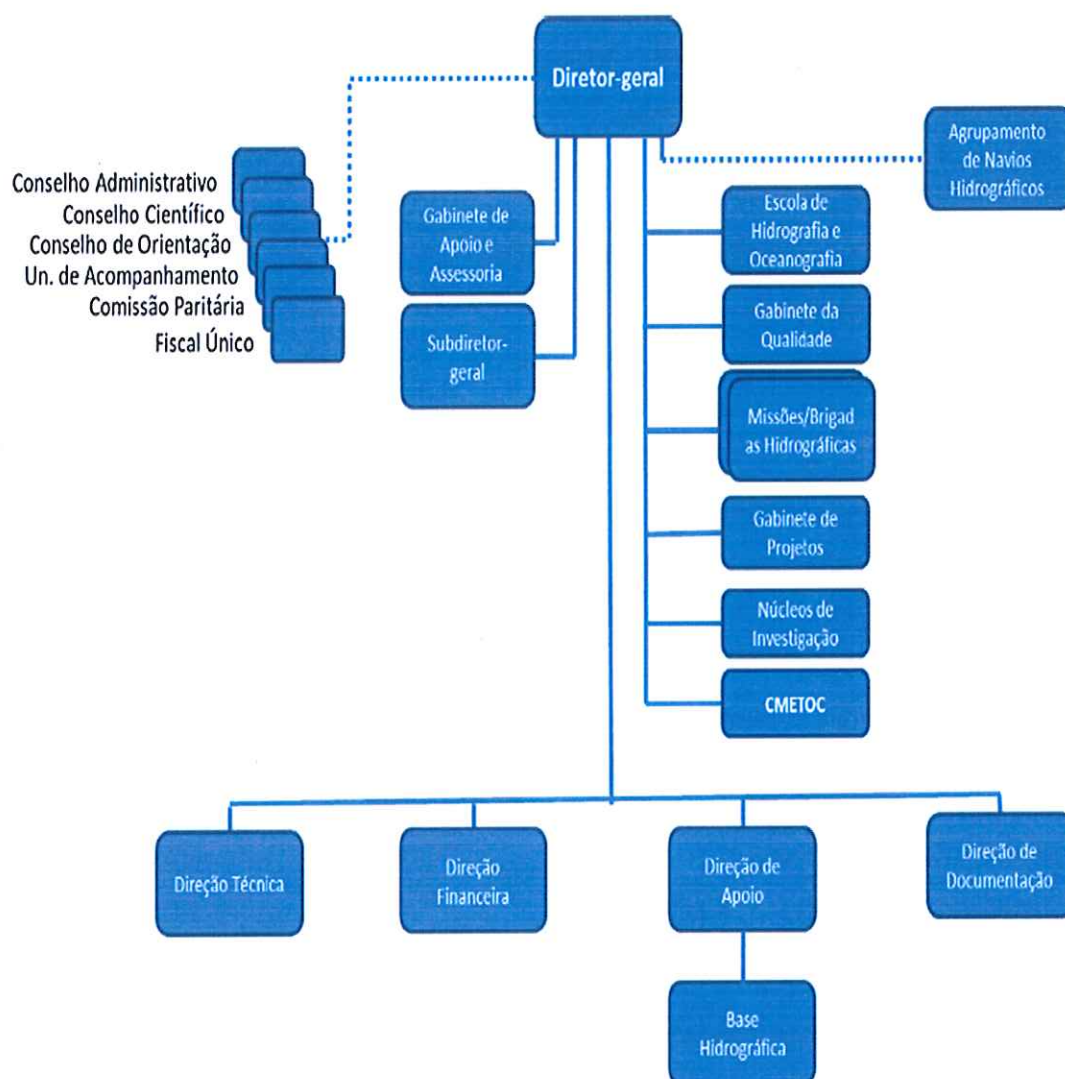 Diretor-geral
Agrupamento
de Navios
Hidrográficos
Conselho Administrativo
Conselho Científico
Conselho de Orientação
Un. de Acompanhamento
Comissão Paritária
Fiscal Único
Gabinete de
Apoio e
Assessoria
Subdiretor-
geral
Escola de
Hidrografia e
Oceanografia
Gabinete da
Qualidade
Missões/Brigad
as Hidrográficas
Gabinete de
Projetos
Núcleos de
Investigação
CMETOC
Direção Técnica
Direção
Financeira
Direção de
Apoio
Direção de
Documentação
Base
Hidrográfica